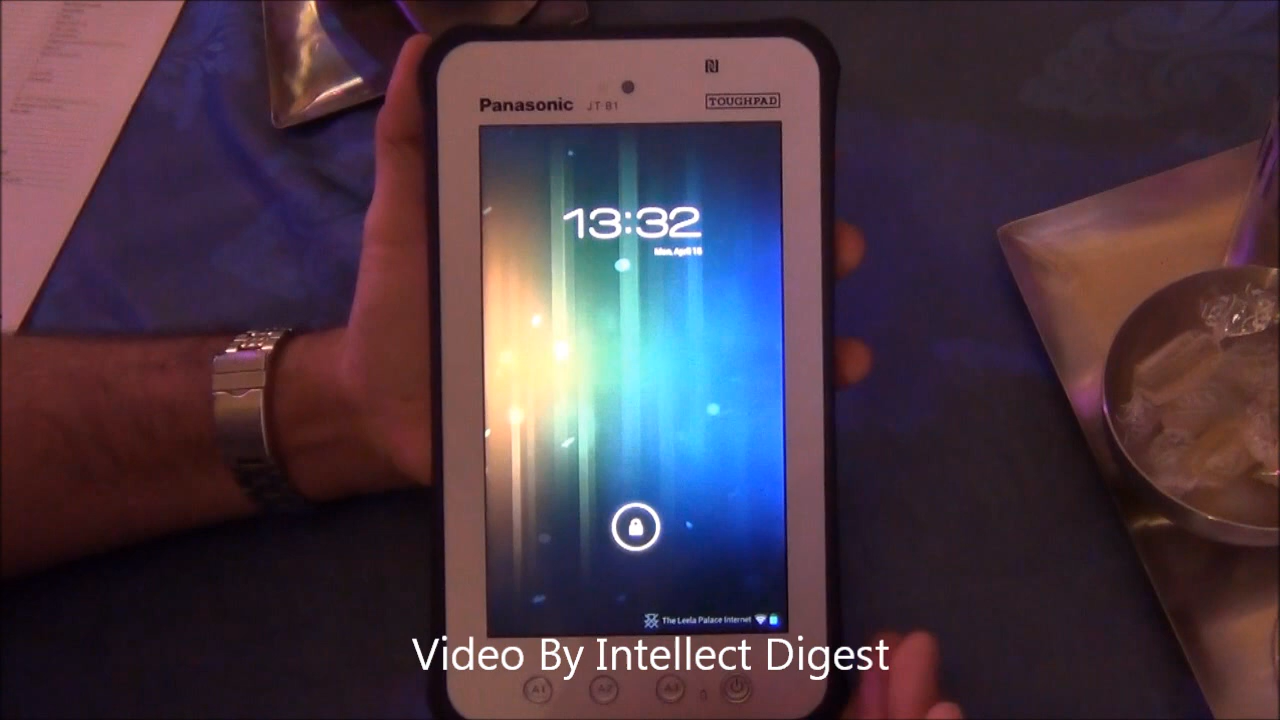 Panasonic JT-B1
TOUGHPAD
13:32
Mon, April 15
The Leela Palace Internet
Video By Intellect Digest
A1 A2 A3